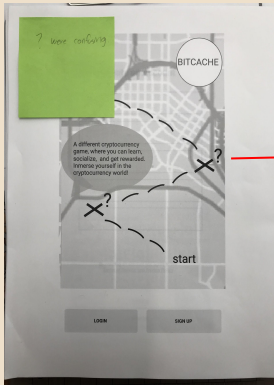 ? were confusing
BITCACHE
A different cryptocurrency
game, where you can learn,
socialize, and get rewarded.
Inmerse yourself in the
cryptocurrency world!
?
?
start
LOGIN
SIGN UP